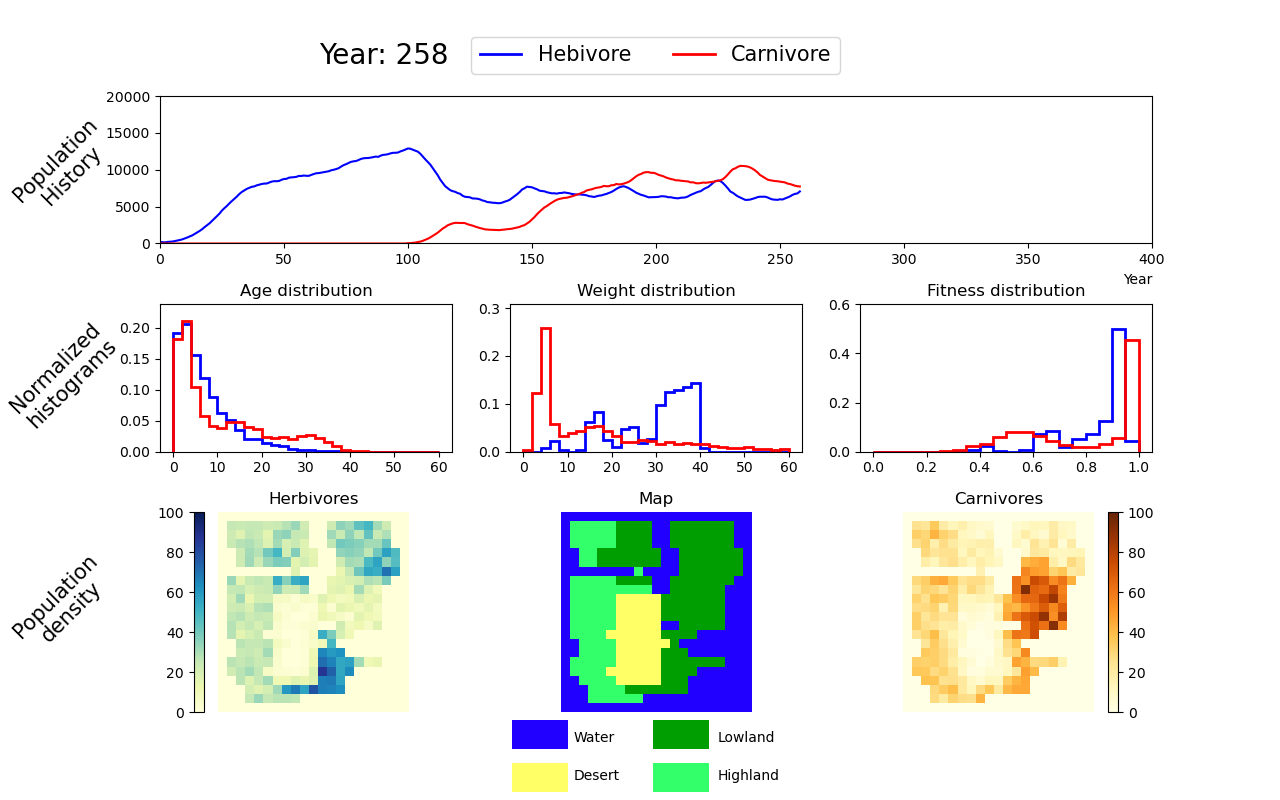 Year: 258
Hebivore
Carnivore
Population
History
20000
15000
10000
5000
0
0 50 100 150 200 250 300 350 400
Year
Normalized
histograms
Age distribution
0.20
0.15
0.10
0.05
0.00
0 10 20 30 40 50 60
Weight distribution
0.3
0.2
0.1
0.0
0 10 20 30 40 50 60
Fitness distribution
0.6
0.4
0.2
0.0
0.0 0.2 0.4 0.6 0.8 1.0
Population
density
Herbivores
100
80
60
40
20
0
Map
Carnivores
100
80
60
40
20
0
Water
Lowland
Desert
Highland